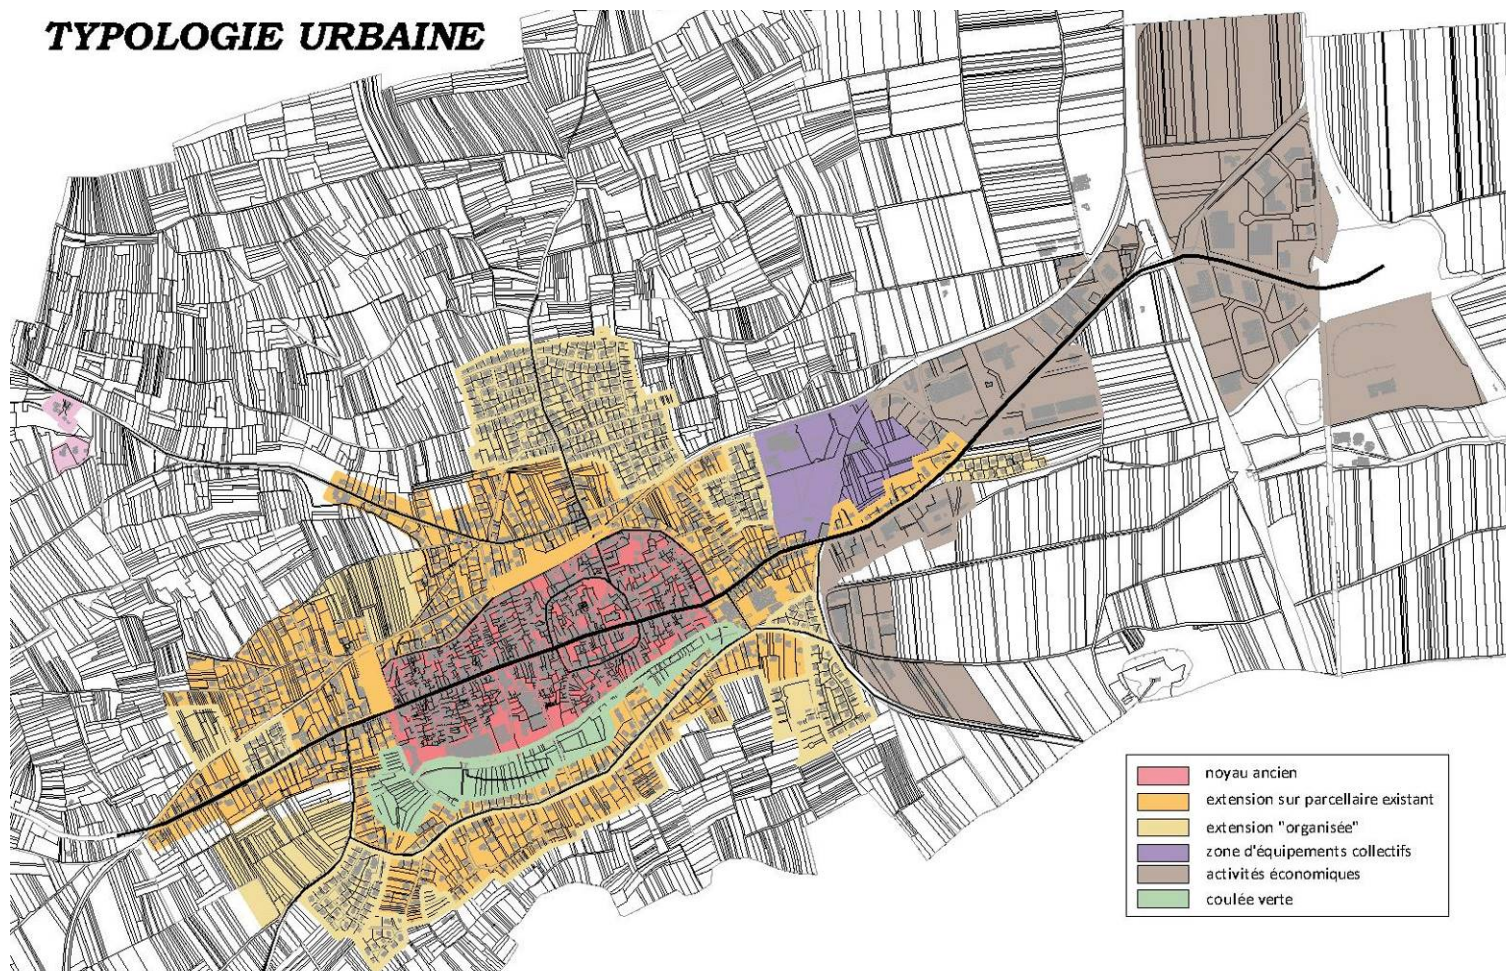 TYPOLOGIE URBAINE
noyau ancien
extension sur parcellaire existant
extension "organisée"
zone d'équipements collectifs
activités économiques
coulée verte